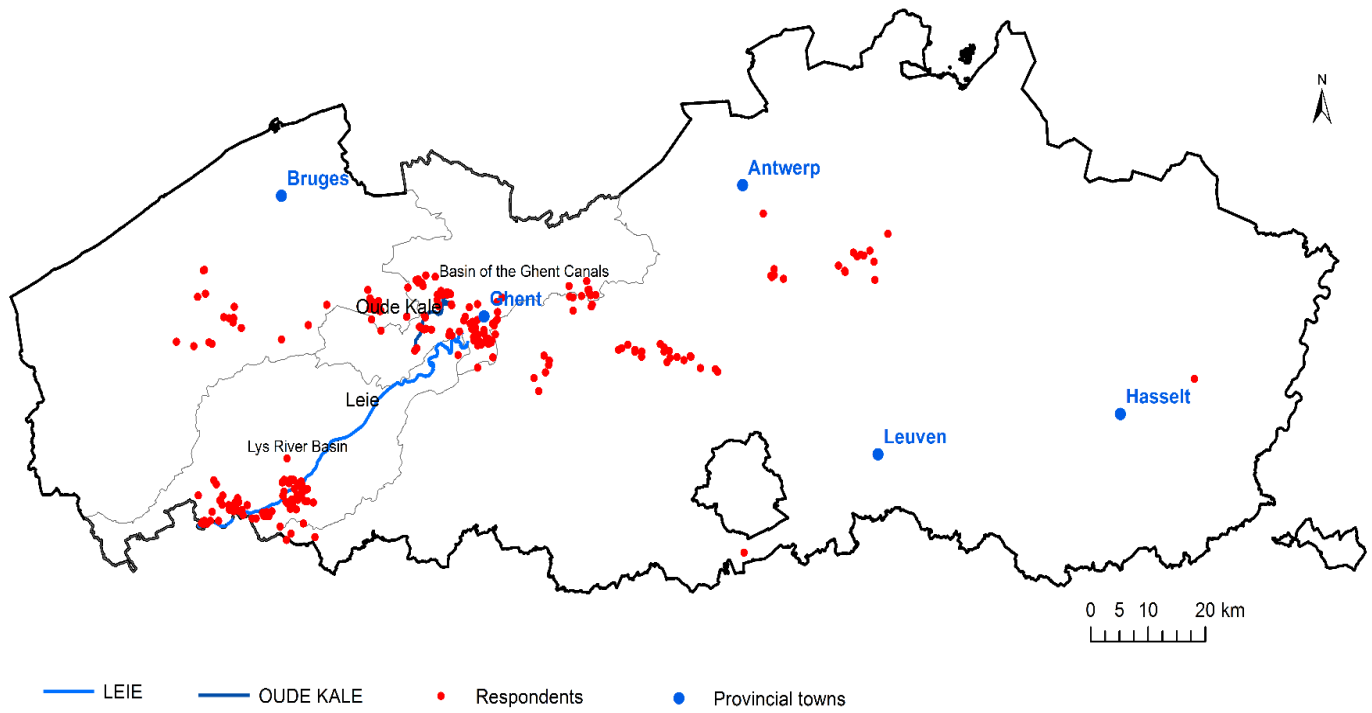 N
Antwerp
Bruges
Basin of the Ghent Canals
Oude Kale
Ghent
Leie
Hasselt
Leuven
Lys River Basin
0 5 10 20 km
LEIE OUDE KALE Respondents Provincial towns